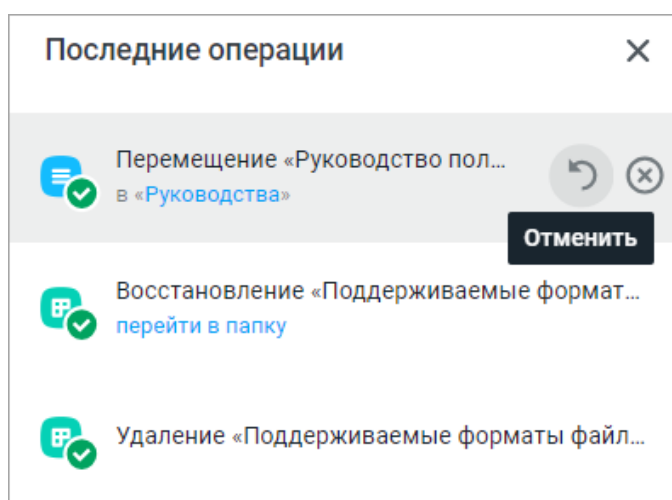 Последние операции
Перемещение «Руководство пол...
в «Руководства»
Отменить
Восстановление «Поддерживаемые формат...
перейти в папку
Удаление «Поддерживаемые форматы файл...